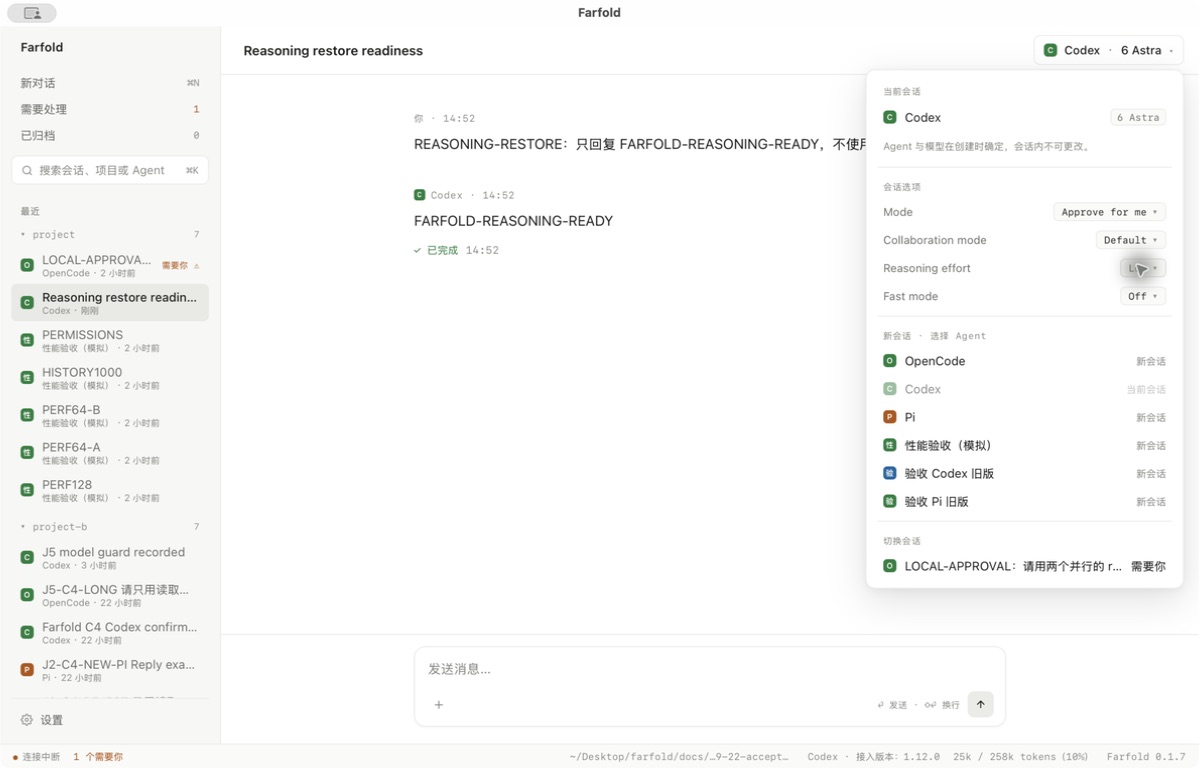 Farfold
Farfold
新对话 ⌘N
需要处理 1
已归档 0
搜索会话、项目或 Agent ⌘K
最近
project 7
LOCAL-APPROVA... 需要你 ⚠
OpenCode · 2 小时前
Reasoning restore readin...
Codex · 刚刚
PERMISSIONS
性能验收（模拟） · 2 小时前
HISTORY1000
性能验收（模拟） · 2 小时前
PERF64-B
性能验收（模拟） · 2 小时前
PERF64-A
性能验收（模拟） · 2 小时前
PERF128
性能验收（模拟） · 2 小时前
project-b 7
J5 model guard recorded
Codex · 3 小时前
J5-C4-LONG 请只用读取...
OpenCode · 22 小时前
Farfold C4 Codex confirm...
Codex · 22 小时前
J2-C4-NEW-PI Reply exa...
Pi · 22 小时前
设置
Reasoning restore readiness
C Codex · 6 Astra
你 · 14:52
REASONING-RESTORE：只回复 FARFOLD-REASONING-READY，不使用
C Codex · 14:52
FARFOLD-REASONING-READY
✓ 已完成 14:52
当前会话
C Codex 6 Astra
Agent 与模型在创建时确定，会话内不可更改。
会话选项
Mode Approve for me
Collaboration mode Default
Reasoning effort
Fast mode Off
新会话 · 选择 Agent
O OpenCode 新会话
C Codex 当前会话
P Pi 新会话
性 性能验收（模拟） 新会话
验 验收 Codex 旧版 新会话
验 验收 Pi 旧版 新会话
切换会话
O LOCAL-APPROVAL：请用两个并行的 r... 需要你
发送消息...
+ 发送 · 换行
连接中断 1 个需要你
~/Desktop/farfold/docs/…9-22-accept… Codex · 接入版本：1.12.0 25k / 258k tokens (10%) Farfold 0.1.7